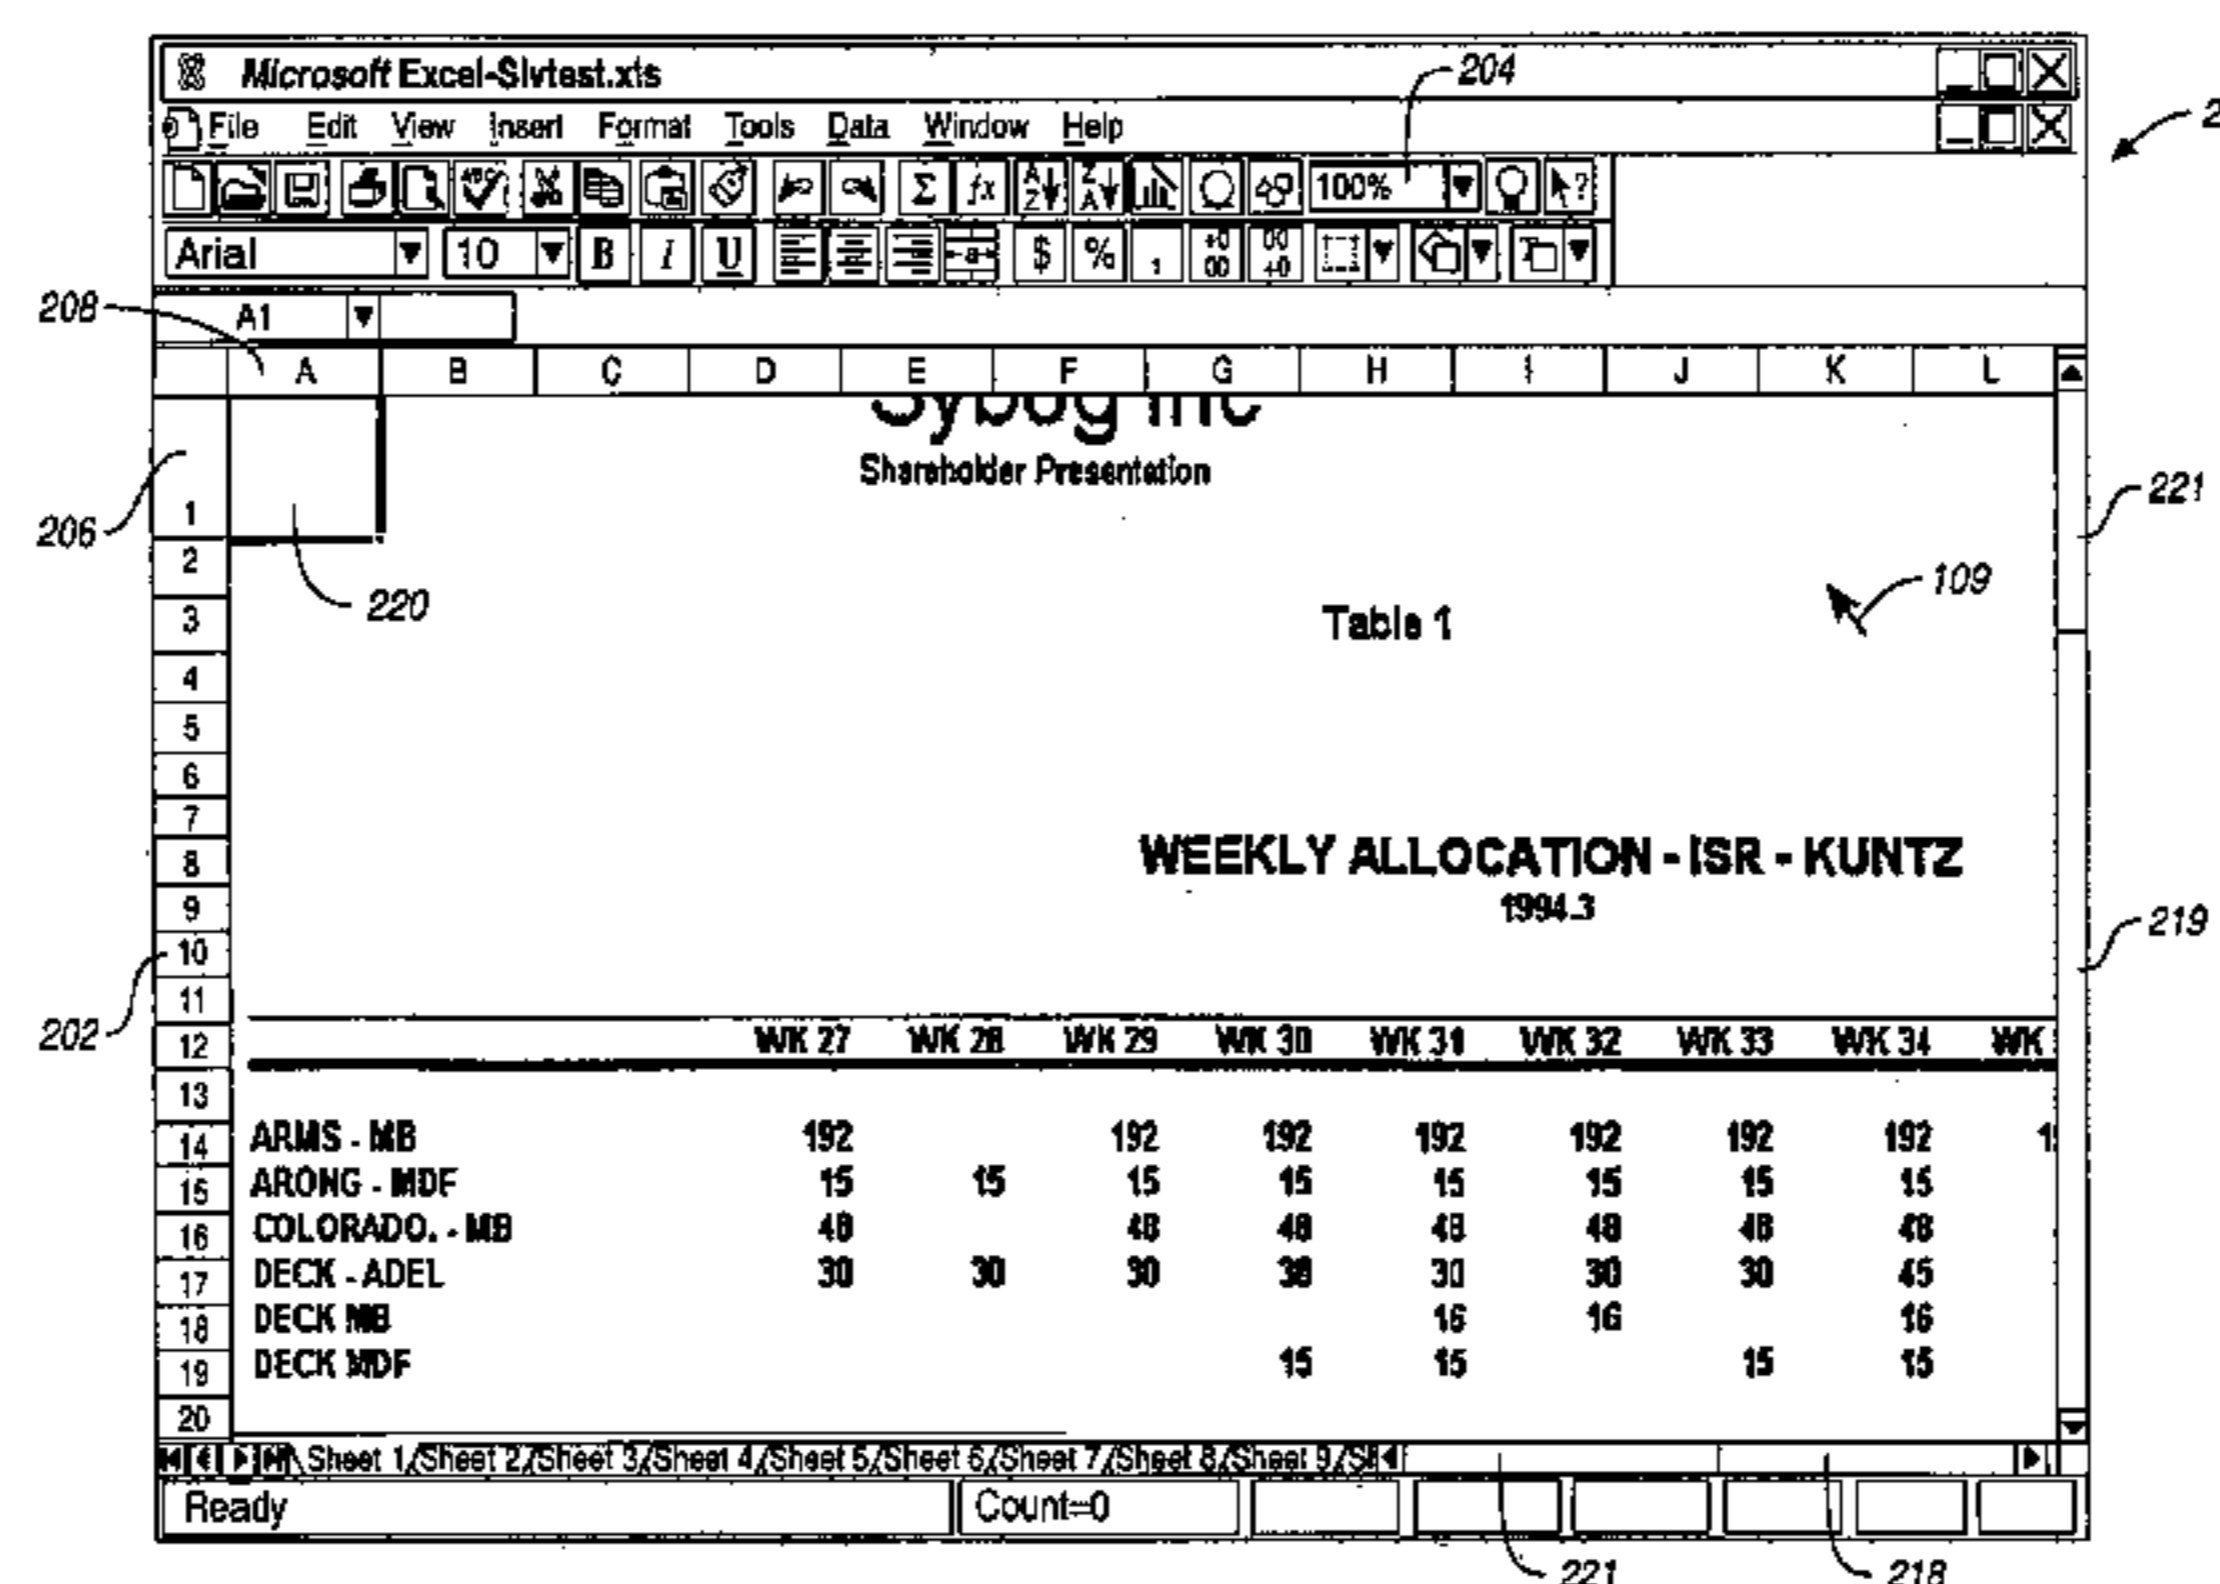 Microsoft Excel-Slvtest.xls
204
File Edit View Insert Format Tools Data Window Help
2
100%
Arial 10 B I U $ % ,
208
A1
A B C D E F G H I J K L
Sybog Inc
Shareholder Presentation
206
1
221
2
220
109
3 Table 1
4
5
6
7
8 WEEKLY ALLOCATION - ISR - KUNTZ
9 1994.3
219
10
11
202
12 WK 27 WK 28 WK 29 WK 30 WK 31 WK 32 WK 33 WK 34 WK
13
14 ARMS - MB 192 192 192 192 192 192 192
15 ARONG - MDF 15 15 15 15 15 15 15 15
16 COLORADO. - MB 48 48 48 48 48 48 48
17 DECK - ADEL 30 30 30 30 30 30 45
18 DECK MB 16 16 16
19 DECK MDF 15 15 15 15
20
Sheet 1 Sheet 2 Sheet 3 Sheet 4 Sheet 5 Sheet 6 Sheet 7 Sheet 8 Sheet 9
Ready Count=0
221 218